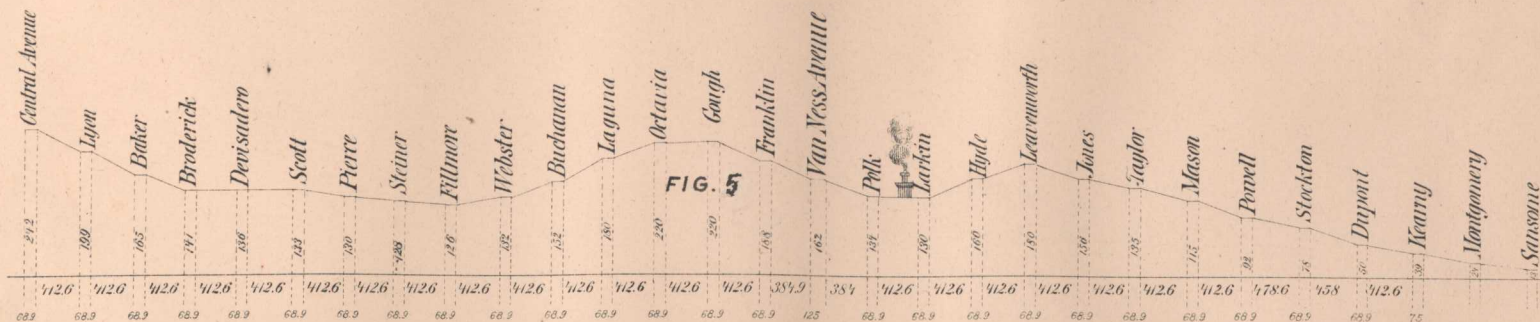 Central Avenue Lyon Baker Broderick Devisadero Scott Pierre Steiner Fillmore Webster Buchanan Laguna Octavia Gough Franklin Van Ness Avenue Polk Larkin Hyde Leavenworth Jones Taylor Mason Powell Stockton Dupont Kearny Montgomery Sansome
FIG. 5
242 199 165 141 136 133 130 128 126 132 152 180 220 220 188 162 134 130 160 180 156 135 115 92 78 50 39
412.6 412.6 412.6 412.6 412.6 412.6 412.6 412.6 412.6 412.6 412.6 412.6 412.6 412.6 384.9 384 412.6 412.6 412.6 412.6 412.6 412.6 412.6 478.6 458 412.6
68.9 68.9 68.9 68.9 68.9 68.9 68.9 68.9 68.9 68.9 68.9 68.9 68.9 68.9 68.9 125 68.9 68.9 68.9 68.9 68.9 68.9 68.9 68.9 68.9 68.9 75